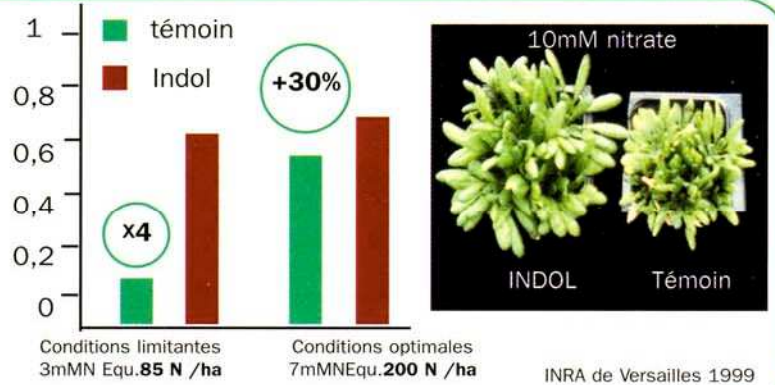 1
0,8
0,6
0,4
0,2
0
témoin
Indol
x4
+30%
10mM nitrate
INDOL Témoin
Conditions limitantes
3mMN Equ.85 N /ha
Conditions optimales
7mMNEqu.200 N /ha
INRA de Versailles 1999